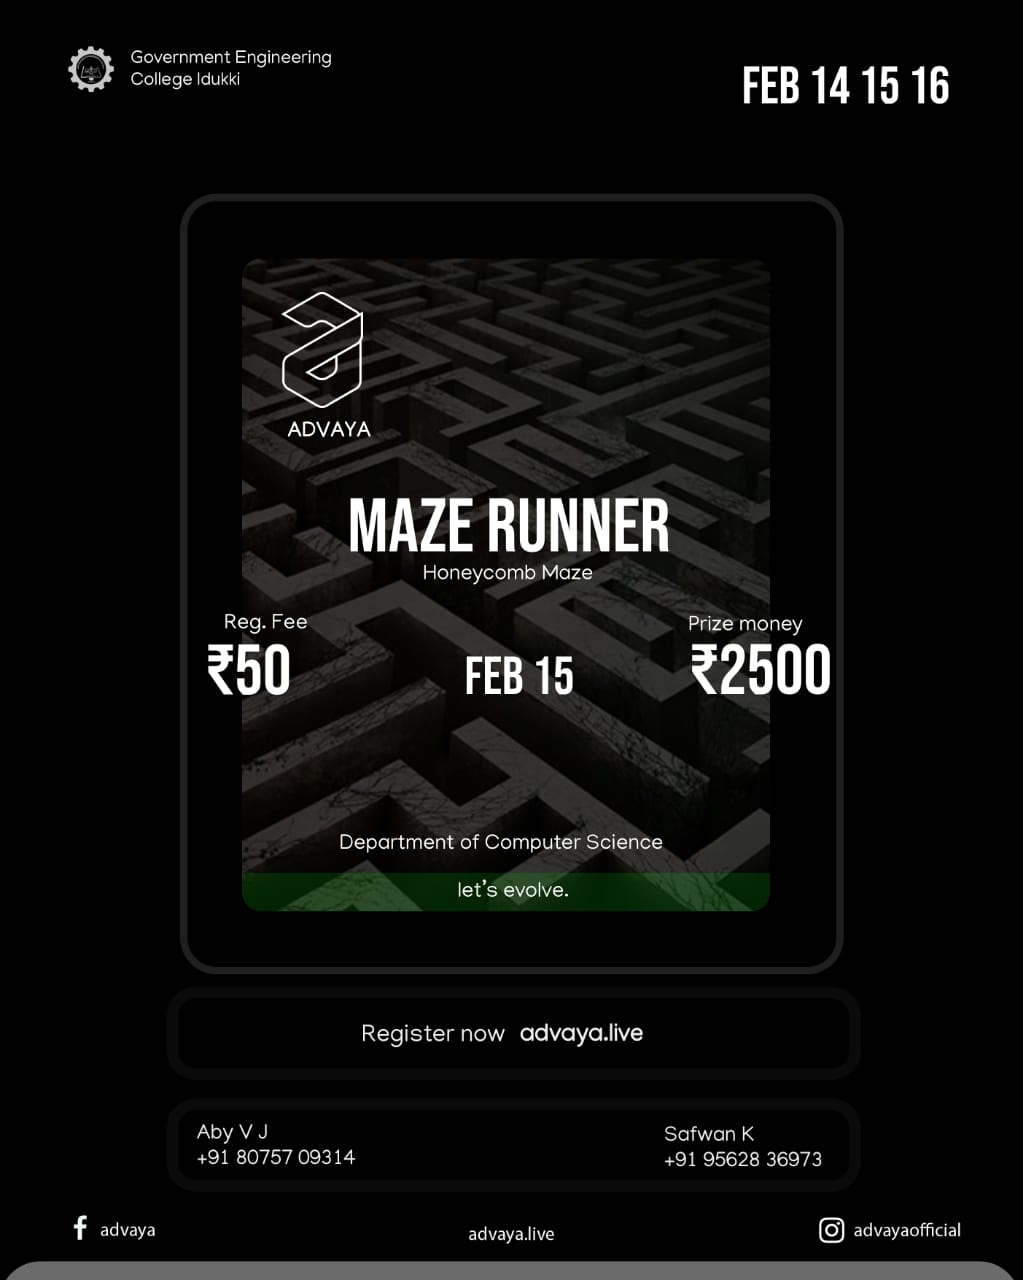 Government Engineering
College Idukki
FEB 14 15 16
ADVAYA
MAZE RUNNER
Honeycomb Maze
Reg. Fee
₹50
FEB 15
Prize money
₹2500
Department of Computer Science
let's evolve.
Register now advaya.live
Aby V J
+91 80757 09314
Safwan K
+91 95628 36973
advaya
advaya.live
advayaofficial